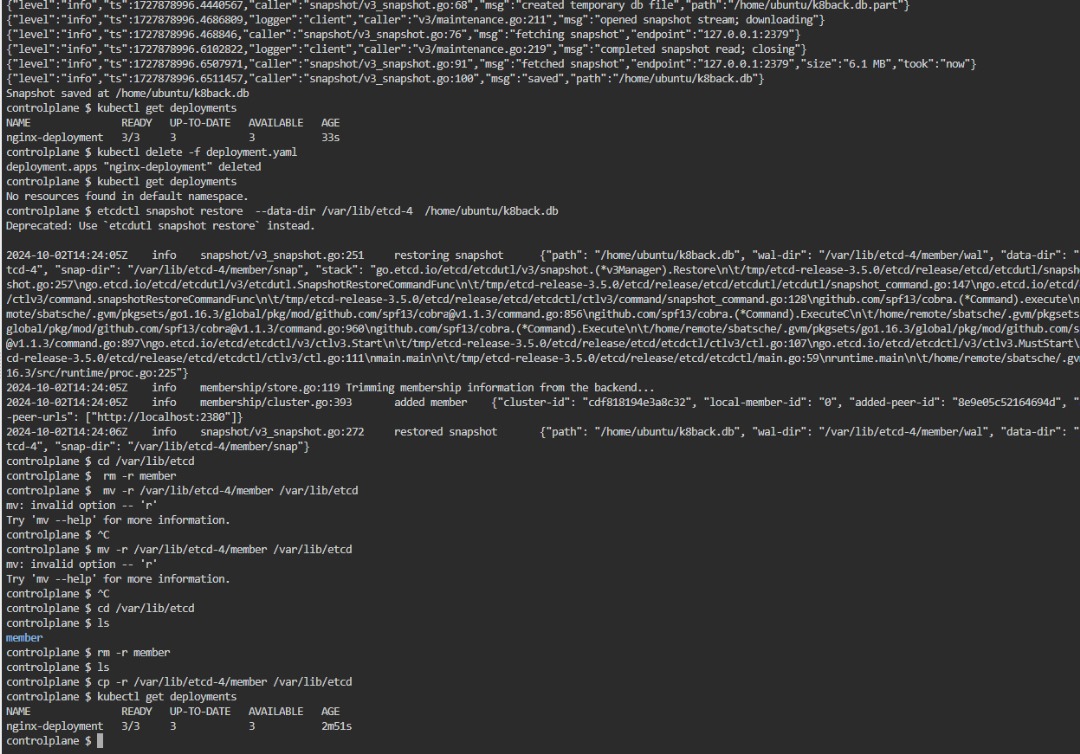 {"level":"info","ts":1727878996.4440567,"caller":"snapshot/v3_snapshot.go:68","msg":"created temporary db file","path":"/home/ubuntu/k8back.db.part"}
{"level":"info","ts":1727878996.4686809,"logger":"client","caller":"v3/maintenance.go:211","msg":"opened snapshot stream; downloading"}
{"level":"info","ts":1727878996.468846,"caller":"snapshot/v3_snapshot.go:76","msg":"fetching snapshot","endpoint":"127.0.0.1:2379"}
{"level":"info","ts":1727878996.6102822,"logger":"client","caller":"v3/maintenance.go:219","msg":"completed snapshot read; closing"}
{"level":"info","ts":1727878996.6507971,"caller":"snapshot/v3_snapshot.go:91","msg":"fetched snapshot","endpoint":"127.0.0.1:2379","size":"6.1 MB","took":"now"}
{"level":"info","ts":1727878996.6511457,"caller":"snapshot/v3_snapshot.go:100","msg":"saved","path":"/home/ubuntu/k8back.db"}
Snapshot saved at /home/ubuntu/k8back.db
controlplane $ kubectl get deployments
NAME READY UP-TO-DATE AVAILABLE AGE
nginx-deployment 3/3 3 3 33s
controlplane $ kubectl delete -f deployment.yaml
deployment.apps "nginx-deployment" deleted
controlplane $ kubectl get deployments
No resources found in default namespace.
controlplane $ etcdctl snapshot restore --data-dir /var/lib/etcd-4 /home/ubuntu/k8back.db
Deprecated: Use `etcdutl snapshot restore` instead.
2024-10-02T14:24:05Z info snapshot/v3_snapshot.go:251 restoring snapshot {"path": "/home/ubuntu/k8back.db", "wal-dir": "/var/lib/etcd-4/member/wal", "data-dir": "
tcd-4", "snap-dir": "/var/lib/etcd-4/member/snap", "stack": "go.etcd.io/etcd/etcdutl/v3/snapshot.(*v3Manager).Restore\n\t/tmp/etcd-release-3.5.0/etcd/release/etcd/etcdutl/snapsh
shot.go:257\ngo.etcd.io/etcd/etcdutl/v3/etcdutl.SnapshotRestoreCommandFunc\n\t/tmp/etcd-release-3.5.0/etcd/release/etcd/etcdutl/etcdutl/snapshot_command.go:147\ngo.etcd.io/etcd/e
/ctlv3/command.snapshotRestoreCommandFunc\n\t/tmp/etcd-release-3.5.0/etcd/release/etcd/etcdctl/ctlv3/command/snapshot_command.go:128\ngithub.com/spf13/cobra.(*Command).execute\n
mote/sbatsche/.gvm/pkgsets/go1.16.3/global/pkg/mod/github.com/spf13/cobra@v1.1.3/command.go:856\ngithub.com/spf13/cobra.(*Command).ExecuteC\n\t/home/remote/sbatsche/.gvm/pkgsets
global/pkg/mod/github.com/spf13/cobra@v1.1.3/command.go:960\ngithub.com/spf13/cobra.(*Command).Execute\n\t/home/remote/sbatsche/.gvm/pkgsets/go1.16.3/global/pkg/mod/github.com/s
@v1.1.3/command.go:897\ngo.etcd.io/etcd/etcdctl/v3/ctlv3.Start\n\t/tmp/etcd-release-3.5.0/etcd/release/etcd/etcdctl/ctlv3/ctl.go:107\ngo.etcd.io/etcd/etcdctl/v3/ctlv3.MustStart\
cd-release-3.5.0/etcd/release/etcd/etcdctl/ctlv3/ctl.go:111\nmain.main\n\t/tmp/etcd-release-3.5.0/etcd/release/etcd/etcdctl/main.go:59\nruntime.main\n\t/home/remote/sbatsche/.gv
16.3/src/runtime/proc.go:225"}
2024-10-02T14:24:05Z info membership/store.go:119 Trimming membership information from the backend...
2024-10-02T14:24:05Z info membership/cluster.go:393 added member {"cluster-id": "cdf818194e3a8c32", "local-member-id": "0", "added-peer-id": "8e9e05c52164694d", "
-peer-urls": ["http://localhost:2380"]}
2024-10-02T14:24:06Z info snapshot/v3_snapshot.go:272 restored snapshot {"path": "/home/ubuntu/k8back.db", "wal-dir": "/var/lib/etcd-4/member/wal", "data-dir": "
tcd-4", "snap-dir": "/var/lib/etcd-4/member/snap"}
controlplane $ cd /var/lib/etcd
controlplane $ rm -r member
controlplane $ mv -r /var/lib/etcd-4/member /var/lib/etcd
mv: invalid option -- 'r'
Try 'mv --help' for more information.
controlplane $ ^C
controlplane $ mv -r /var/lib/etcd-4/member /var/lib/etcd
mv: invalid option -- 'r'
Try 'mv --help' for more information.
controlplane $ ^C
controlplane $ cd /var/lib/etcd
controlplane $ ls
member
controlplane $ rm -r member
controlplane $ ls
controlplane $ cp -r /var/lib/etcd-4/member /var/lib/etcd
controlplane $ kubectl get deployments
NAME READY UP-TO-DATE AVAILABLE AGE
nginx-deployment 3/3 3 3 2m51s
controlplane $